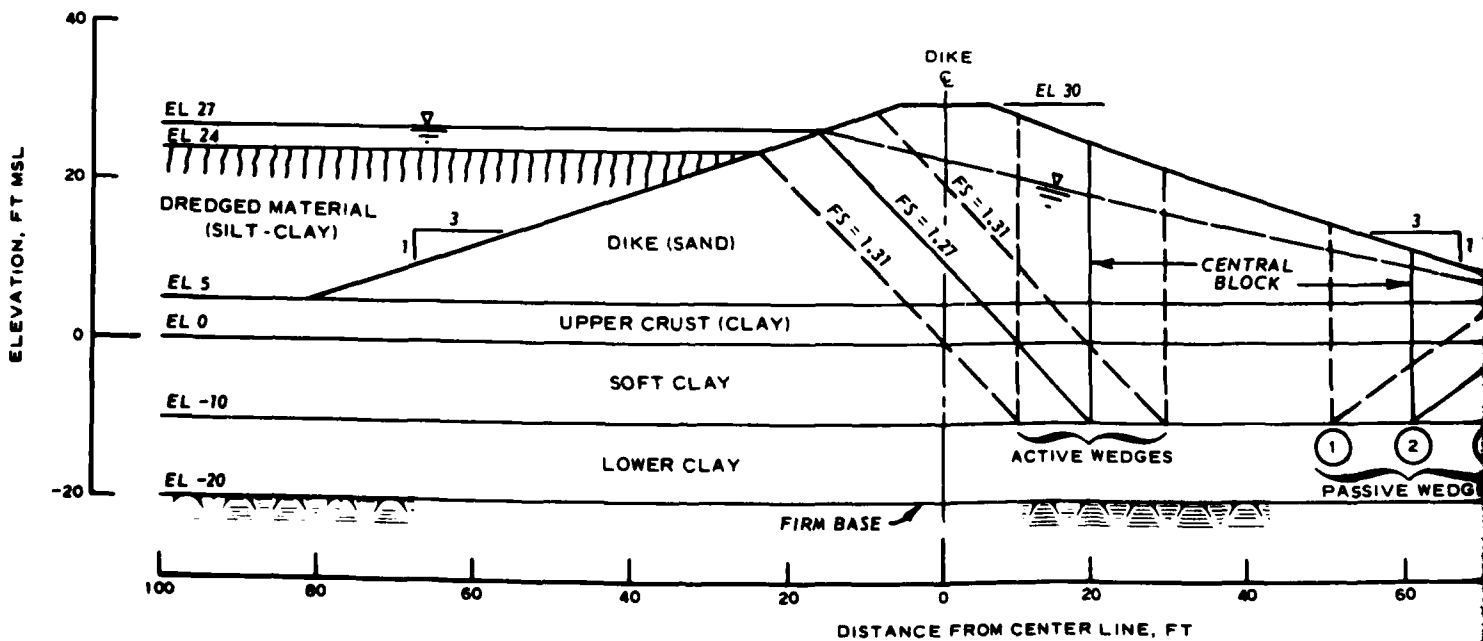 40
20
0
-20
ELEVATION, FT MSL
DIKE
℄
EL 30
EL 27
EL 24
DREDGED MATERIAL
(SILT-CLAY)
3
1
DIKE (SAND)
FS = 1.31
FS = 1.27
FS = 1.31
CENTRAL
BLOCK
3
1
EL 5
UPPER CRUST (CLAY)
EL 0
SOFT CLAY
EL -10
LOWER CLAY
ACTIVE WEDGES
1
2
PASSIVE WEDG
EL -20
FIRM BASE
100 80 60 40 20 0 20 40 60
DISTANCE FROM CENTER LINE, FT